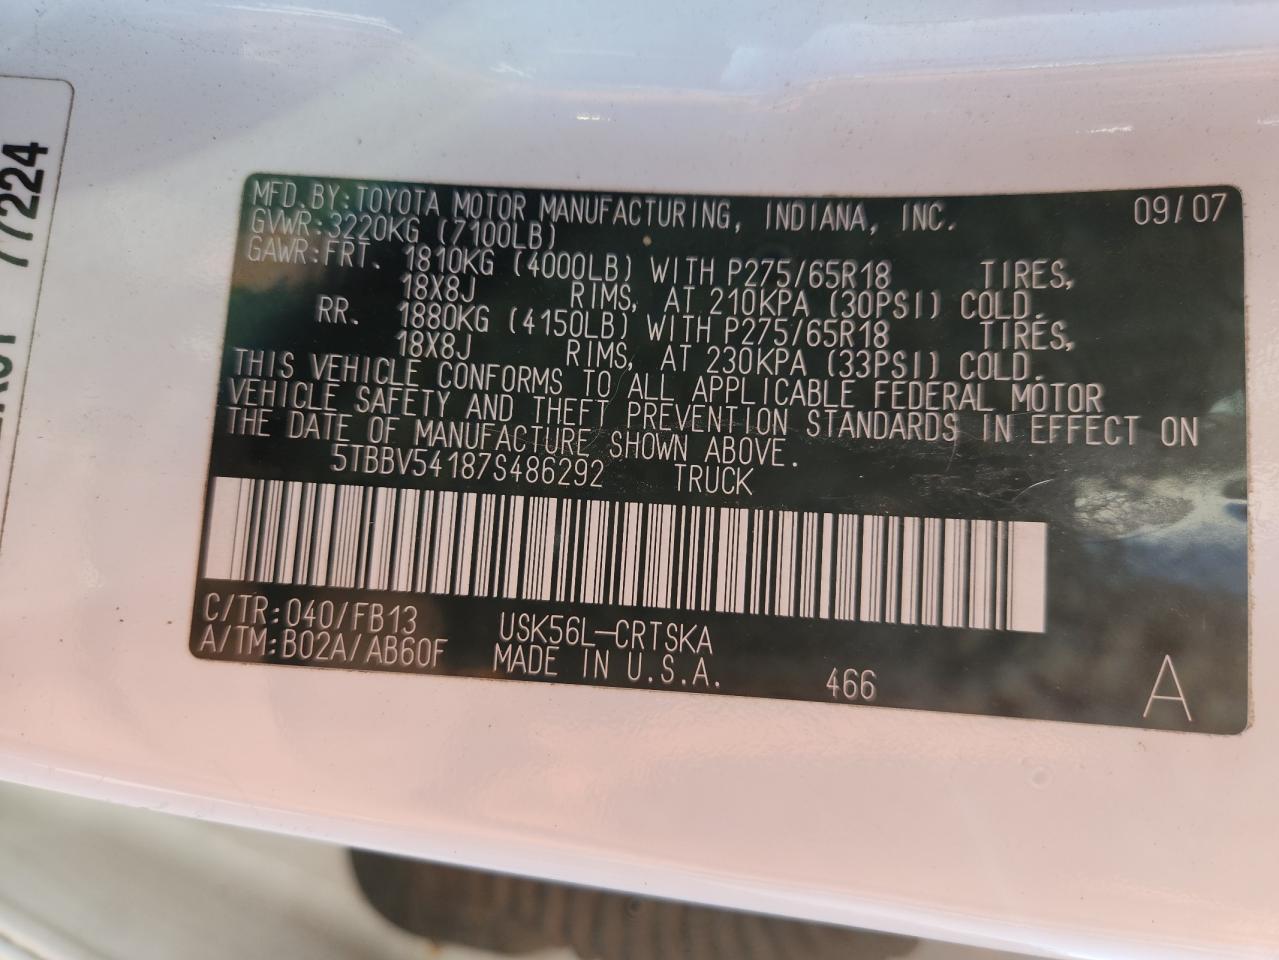 MFD.BY:TOYOTA MOTOR MANUFACTURING, INDIANA, INC. 09/07
GVWR:3220KG (7100LB)
GAWR:FRT. 1810KG (4000LB) WITH P275/65R18 TIRES,
18X8J RIMS, AT 210KPA (30PSI) COLD.
RR. 1880KG (4150LB) WITH P275/65R18 TIRES,
18X8J RIMS, AT 230KPA (33PSI) COLD.
THIS VEHICLE CONFORMS TO ALL APPLICABLE FEDERAL MOTOR
VEHICLE SAFETY AND THEFT PREVENTION STANDARDS IN EFFECT ON
THE DATE OF MANUFACTURE SHOWN ABOVE.
5TBBV54187S486292 TRUCK
C/TR:040/FB13 USK56L-CRTSKA
A/TM:B02A/AB60F MADE IN U.S.A. 466 A
77224